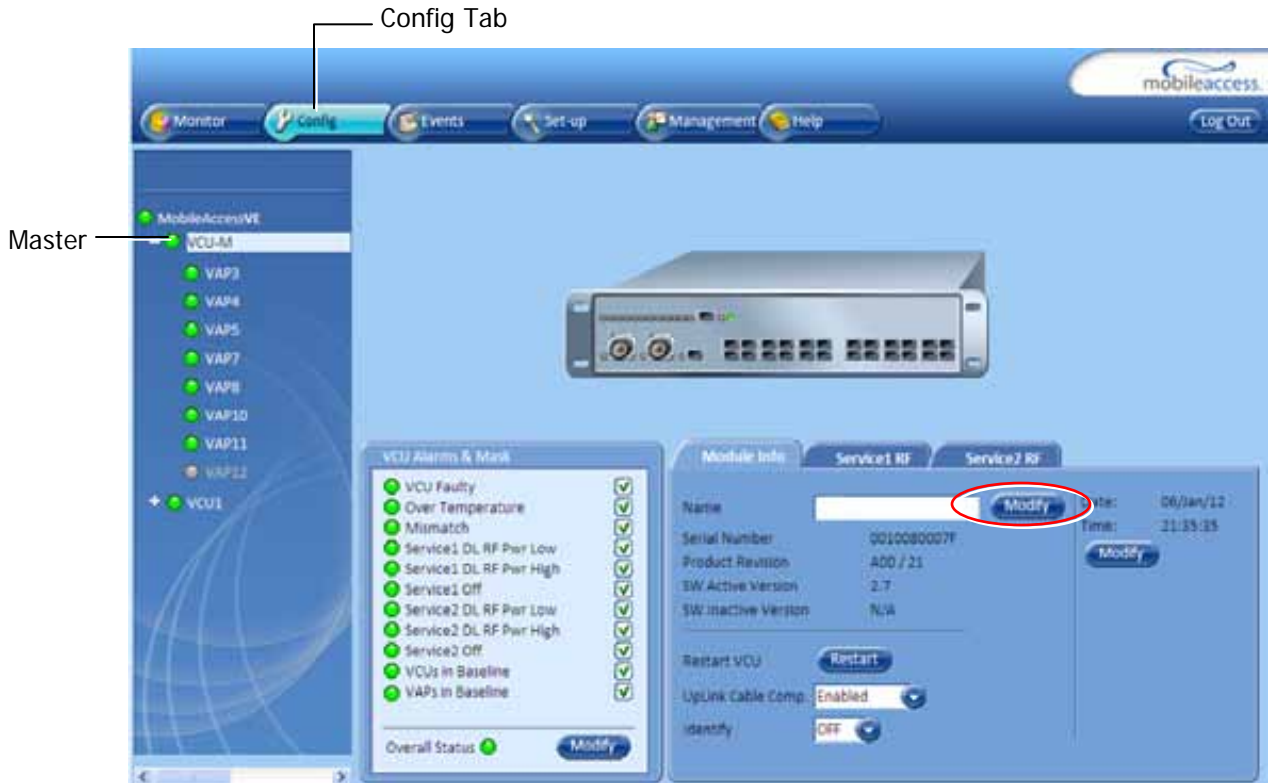 Config Tab
mobileaccess.
Monitor
Config
Events
Set-up
Management
Help
Log Out
MobileAccessVE
Master
VCU-M
VAP3
VAP4
VAP5
VAP7
VAP8
VAP10
VAP11
VAP12
VCU1
VCU Alarms & Mask
VCU Faulty
Over Temperature
Mismatch
Service1 DL RF Pwr Low
Service1 DL RF Pwr High
Service1 Off
Service2 DL RF Pwr Low
Service2 DL RF Pwr High
Service2 Off
VCUs in Baseline
VAPs in Baseline
Overall Status
Modify
Module Info
Service1 RF
Service2 RF
Name
Modify
Serial Number 0010080007F
Product Revision A00 / 21
SW Active Version 2.7
SW Inactive Version N/A
Restart VCU Restart
UpLink Cable Comp. Enabled
Identify OFF
Date: 06/Jan/12
Time: 21:35:35
Modify